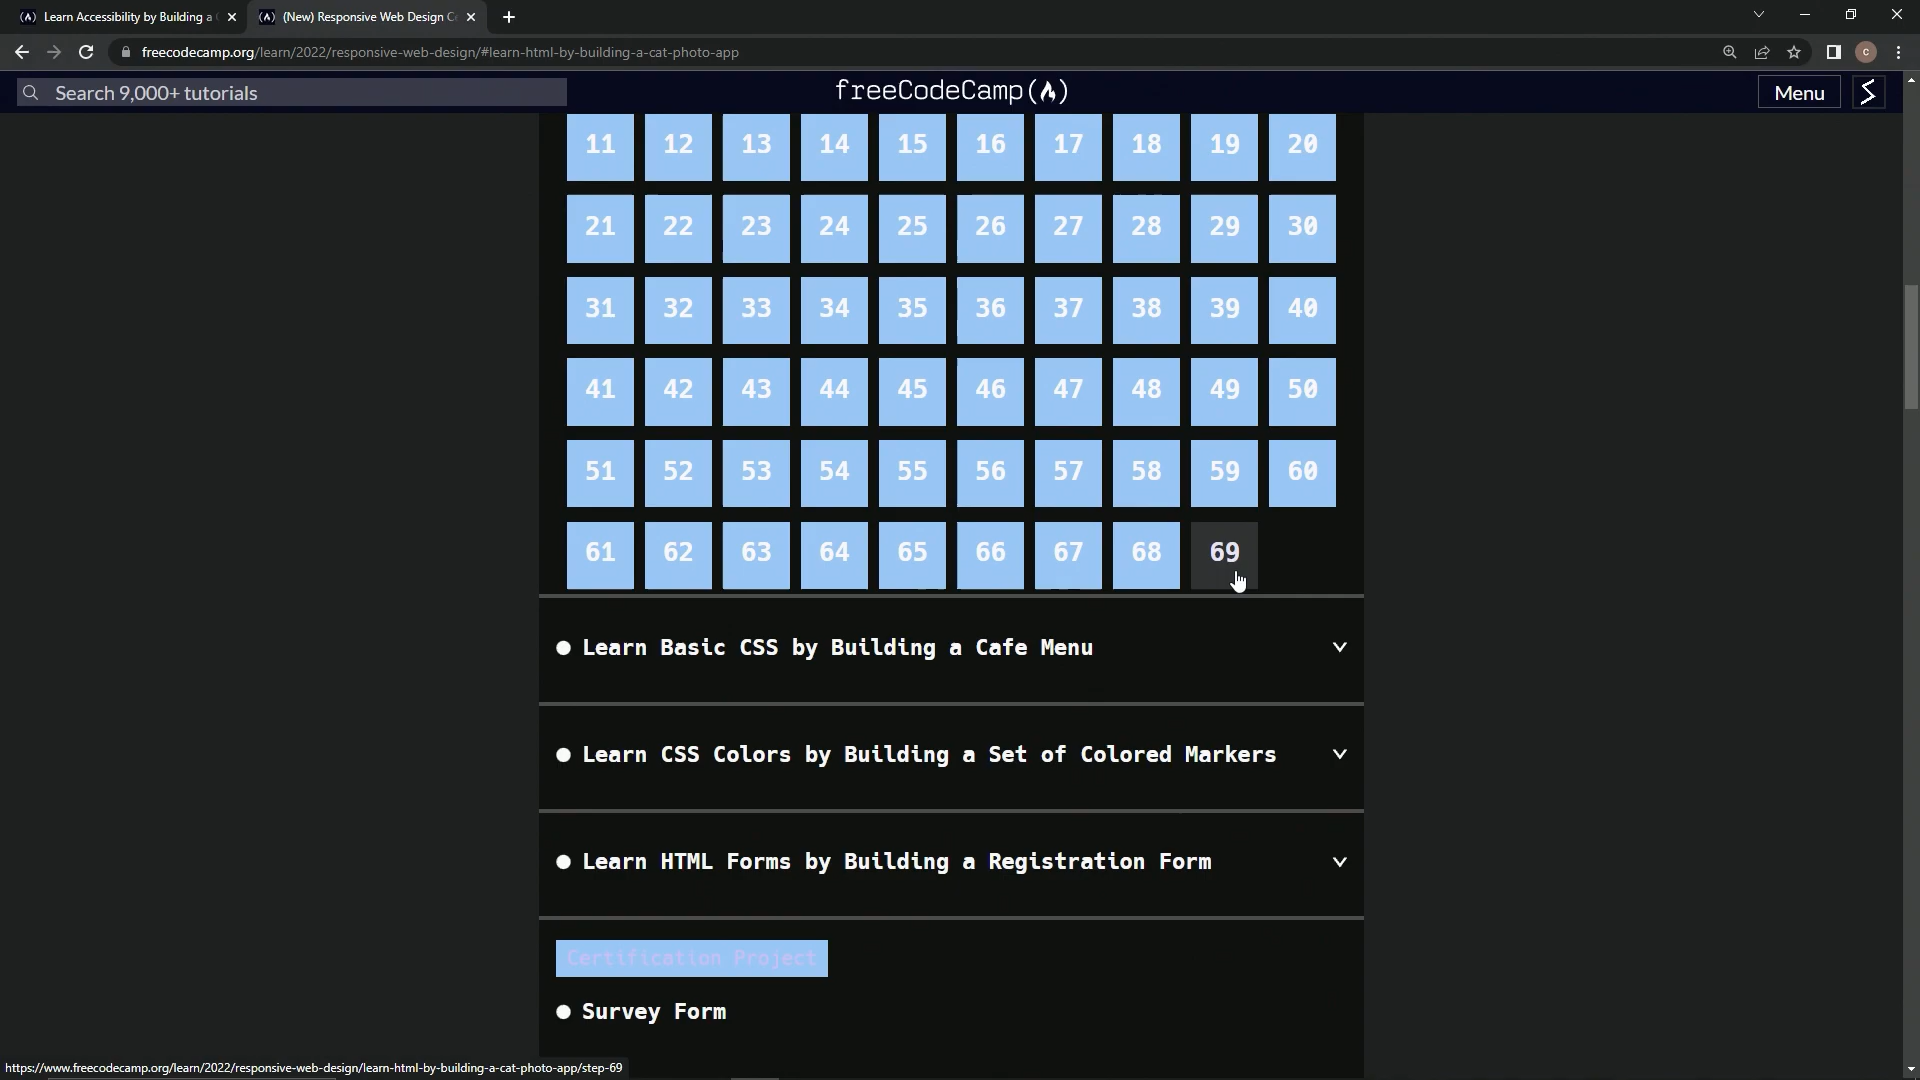 Learn Accessibility by Building a
(New) Responsive Web Design C
freecodecamp.org/learn/2022/responsive-web-design/#learn-html-by-building-a-cat-photo-app
C
Search 9,000+ tutorials
freeCodeCamp
Menu
11 12 13 14 15 16 17 18 19 20
21 22 23 24 25 26 27 28 29 30
31 32 33 34 35 36 37 38 39 40
41 42 43 44 45 46 47 48 49 50
51 52 53 54 55 56 57 58 59 60
61 62 63 64 65 66 67 68 69
Learn Basic CSS by Building a Cafe Menu
Learn CSS Colors by Building a Set of Colored Markers
Learn HTML Forms by Building a Registration Form
Certification Project
Survey Form
https://www.freecodecamp.org/learn/2022/responsive-web-design/learn-html-by-building-a-cat-photo-app/step-69